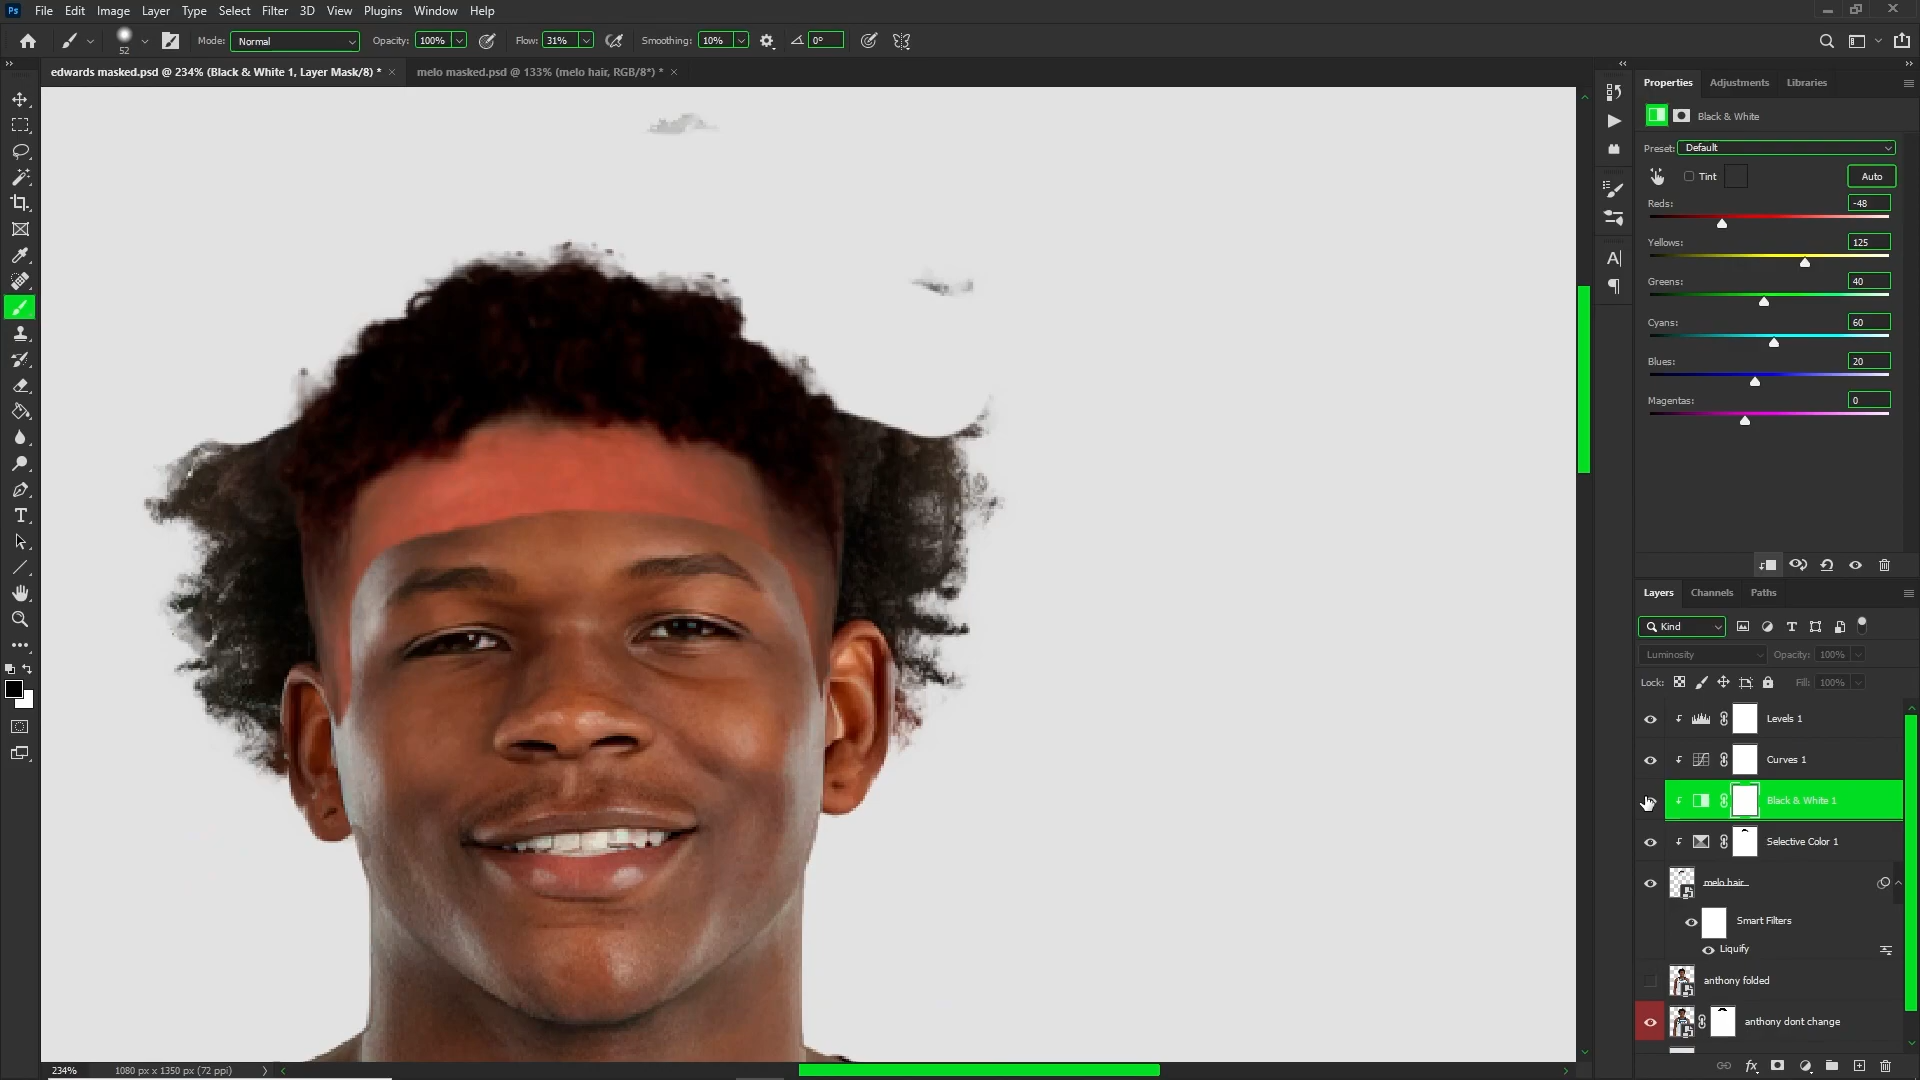 Ps File Edit Image Layer Type Select Filter 3D View Plugins Window Help
52 Mode: Normal Opacity: 100% Flow: 31% Smoothing: 10% 0°
edwards masked.psd @ 234% (Black & White 1, Layer Mask/8) * × melo masked.psd @ 133% (melo hair, RGB/8*) * ×
Properties Adjustments Libraries
Black & White
Preset: Default
Tint Auto
Reds: -48
Yellows: 125
Greens: 40
Cyans: 60
Blues: 20
Magentas: 0
Layers Channels Paths
Kind
Luminosity Opacity: 100%
Lock: Fill: 100%
Levels 1
Curves 1
Black & White 1
Selective Color 1
melo hair
Smart Filters
Liquify
anthony folded
anthony dont change
234% 1080 px x 1350 px (72 ppi)